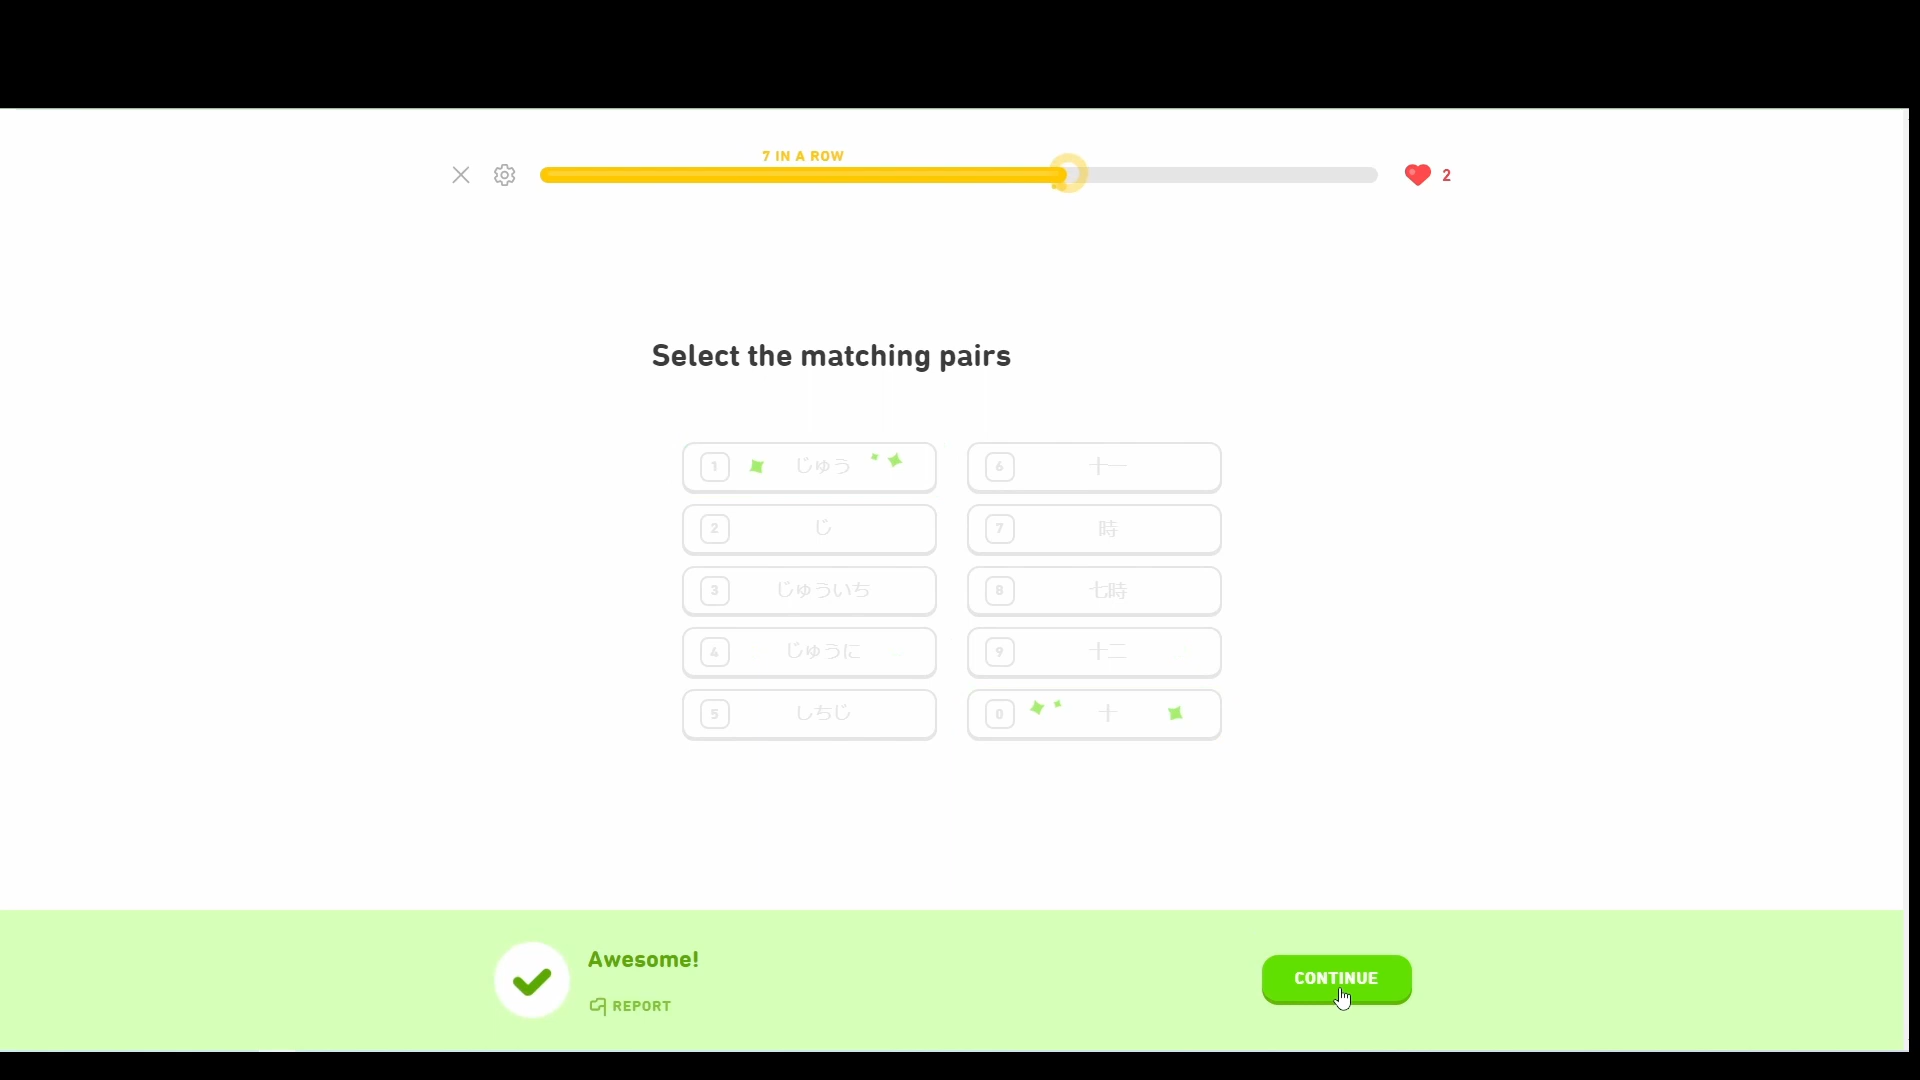 7 IN A ROW
2
Select the matching pairs
1 じゅう
6 十一
2 じ
7 時
3 じゅういち
8 七時
4 じゅうに
9 十二
5 しちじ
0 十
Awesome!
REPORT
CONTINUE